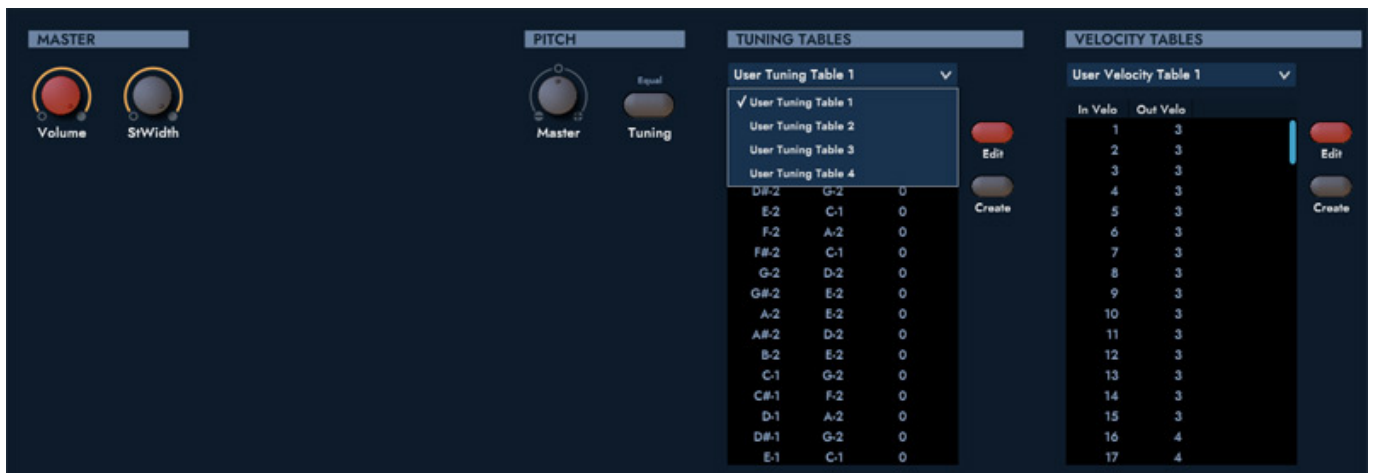 MASTER
Volume
StWidth
PITCH
Equal
Master
Tuning
TUNING TABLES
User Tuning Table 1
✓ User Tuning Table 1
User Tuning Table 2
User Tuning Table 3
User Tuning Table 4
D#-2 G-2 0
E-2 C-1 0
F-2 A-2 0
F#-2 C-1 0
G-2 D-2 0
G#-2 E-2 0
A-2 E-2 0
A#-2 D-2 0
B-2 E-2 0
C-1 G-2 0
C#-1 F-2 0
D-1 A-2 0
D#-1 G-2 0
E-1 C-1 0
Edit
Create
VELOCITY TABLES
User Velocity Table 1
In Velo Out Velo
1 3
2 3
3 3
4 3
5 3
6 3
7 3
8 3
9 3
10 3
11 3
12 3
13 3
14 3
15 3
16 4
17 4
Edit
Create